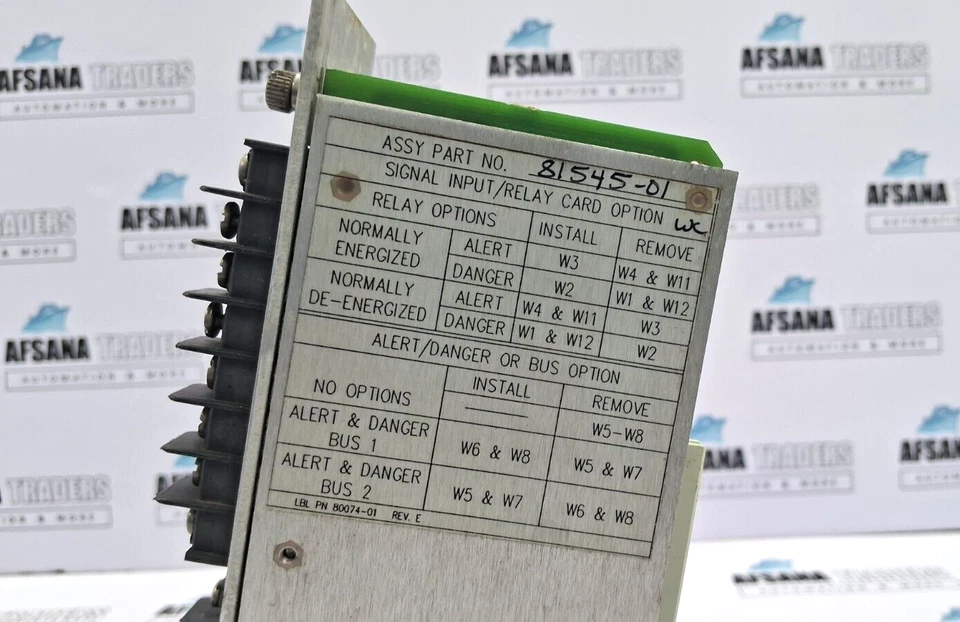 ASSY PART NO. 81545-01
SIGNAL INPUT/RELAY CARD OPTION
WC
RELAY OPTIONS INSTALL REMOVE
NORMALLY ENERGIZED ALERT W3 W4 & W11
DANGER W2 W1 & W12
NORMALLY DE-ENERGIZED ALERT W4 & W11 W3
DANGER W1 & W12 W2
ALERT/DANGER OR BUS OPTION
INSTALL REMOVE
NO OPTIONS ——— W5-W8
ALERT & DANGER BUS 1 W6 & W8 W5 & W7
ALERT & DANGER BUS 2 W5 & W7 W6 & W8
LBL PN 80074-01 REV. E
AFSANA TRADERS
AUTOMATION & MORE